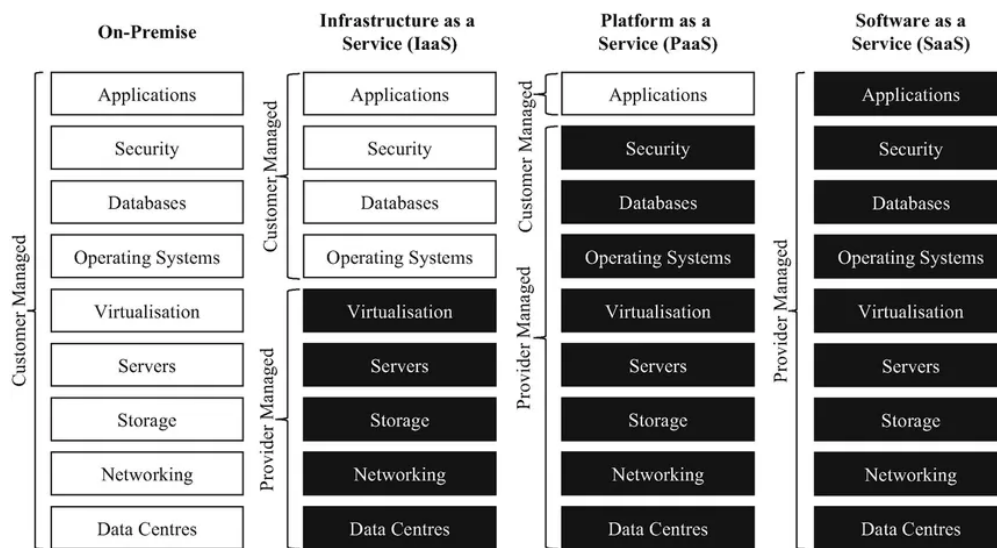 On-Premise
Infrastructure as a
Service (IaaS)
Platform as a
Service (PaaS)
Software as a
Service (SaaS)
Customer Managed
Applications
Security
Databases
Operating Systems
Virtualisation
Servers
Storage
Networking
Data Centres
Customer Managed
Provider Managed
Applications
Security
Databases
Operating Systems
Virtualisation
Servers
Storage
Networking
Data Centres
Customer Managed
Provider Managed
Applications
Security
Databases
Operating Systems
Virtualisation
Servers
Storage
Networking
Data Centres
Provider Managed
Applications
Security
Databases
Operating Systems
Virtualisation
Servers
Storage
Networking
Data Centres